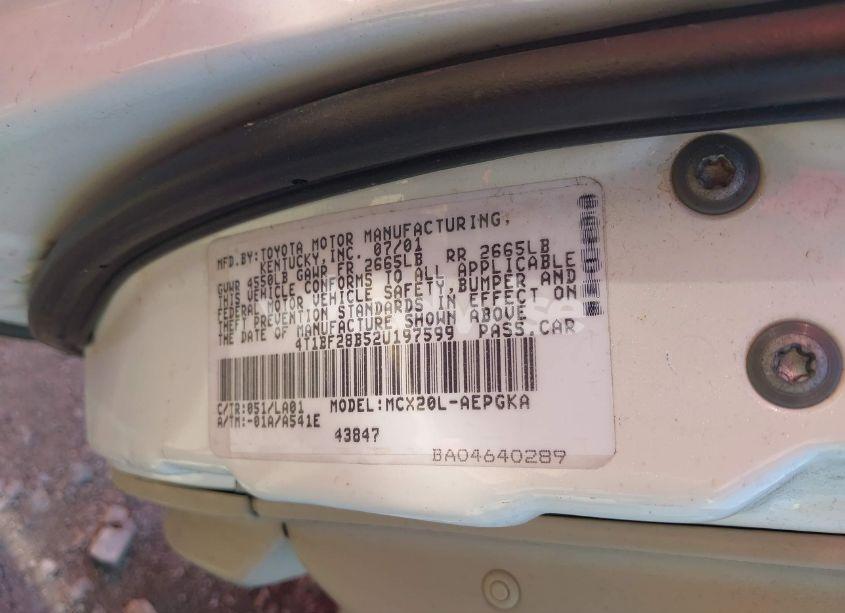 MFD.BY:TOYOTA MOTOR MANUFACTURING,
KENTUCKY,INC. 07/01
GVWR 4550LB GAWR FR 2665LB RR 2665LB
THIS VEHICLE CONFORMS TO ALL APPLICABLE
FEDERAL MOTOR VEHICLE SAFETY,BUMPER AND
THEFT PREVENTION STANDARDS IN EFFECT ON
THE DATE OF MANUFACTURE SHOWN ABOVE
4T1BF28B52U197599 PASS.CAR
C/TR:051/LA01 MODEL:MCX20L-AEPGKA
A/TM:-01A/A541E
43847
BA04640289